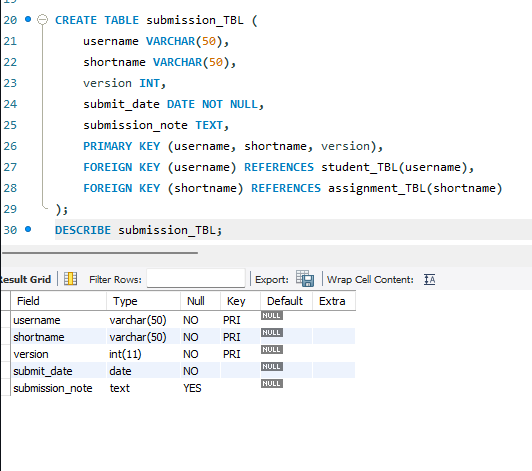 20 CREATE TABLE submission_TBL (
21 username VARCHAR(50),
22 shortname VARCHAR(50),
23 version INT,
24 submit_date DATE NOT NULL,
25 submission_note TEXT,
26 PRIMARY KEY (username, shortname, version),
27 FOREIGN KEY (username) REFERENCES student_TBL(username),
28 FOREIGN KEY (shortname) REFERENCES assignment_TBL(shortname)
29 );
30 DESCRIBE submission_TBL;
Result Grid Filter Rows: Export: Wrap Cell Content: IA
Field Type Null Key Default Extra
username varchar(50) NO PRI NULL
shortname varchar(50) NO PRI NULL
version int(11) NO PRI NULL
submit_date date NO NULL
submission_note text YES NULL